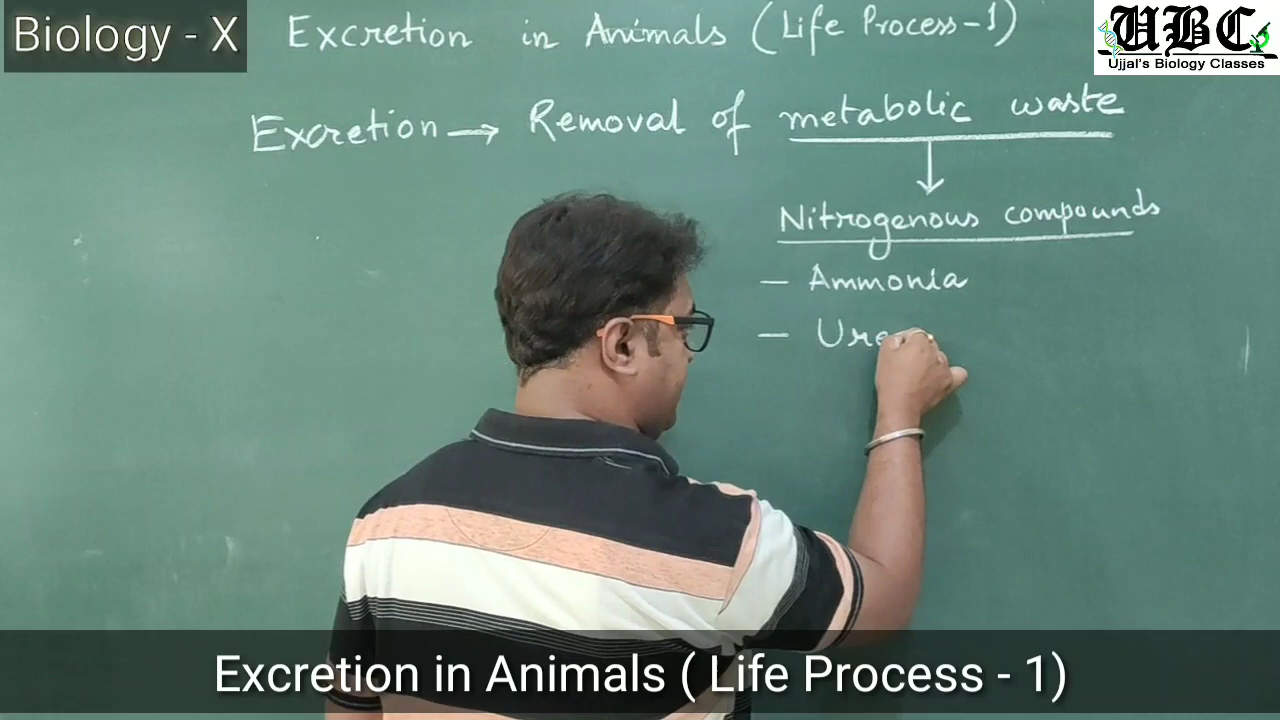 Biology - X
Excretion in Animals (Life Process-1)
UBC
Ujjal's Biology Classes
Excretion → Removal of metabolic waste
Nitrogenous compounds
- Ammonia
- Ure
Excretion in Animals ( Life Process - 1)